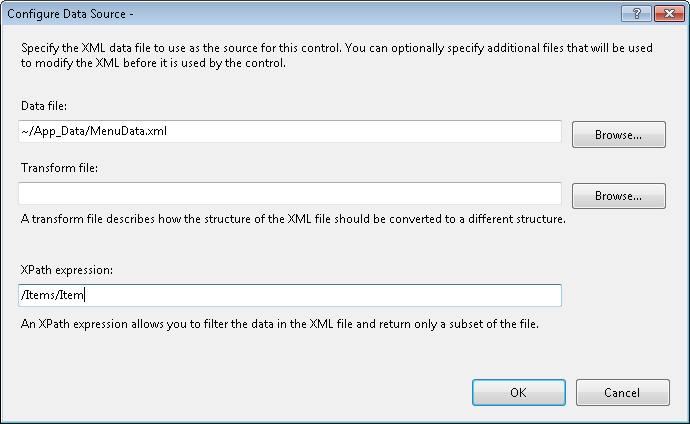 Configure Data Source -
Specify the XML data file to use as the source for this control. You can optionally specify additional files that will be used
to modify the XML before it is used by the control.
Data file:
~/App_Data/MenuData.xml
Browse...
Transform file:
Browse...
A transform file describes how the structure of the XML file should be converted to a different structure.
XPath expression:
/Items/Item
An XPath expression allows you to filter the data in the XML file and return only a subset of the file.
OK
Cancel